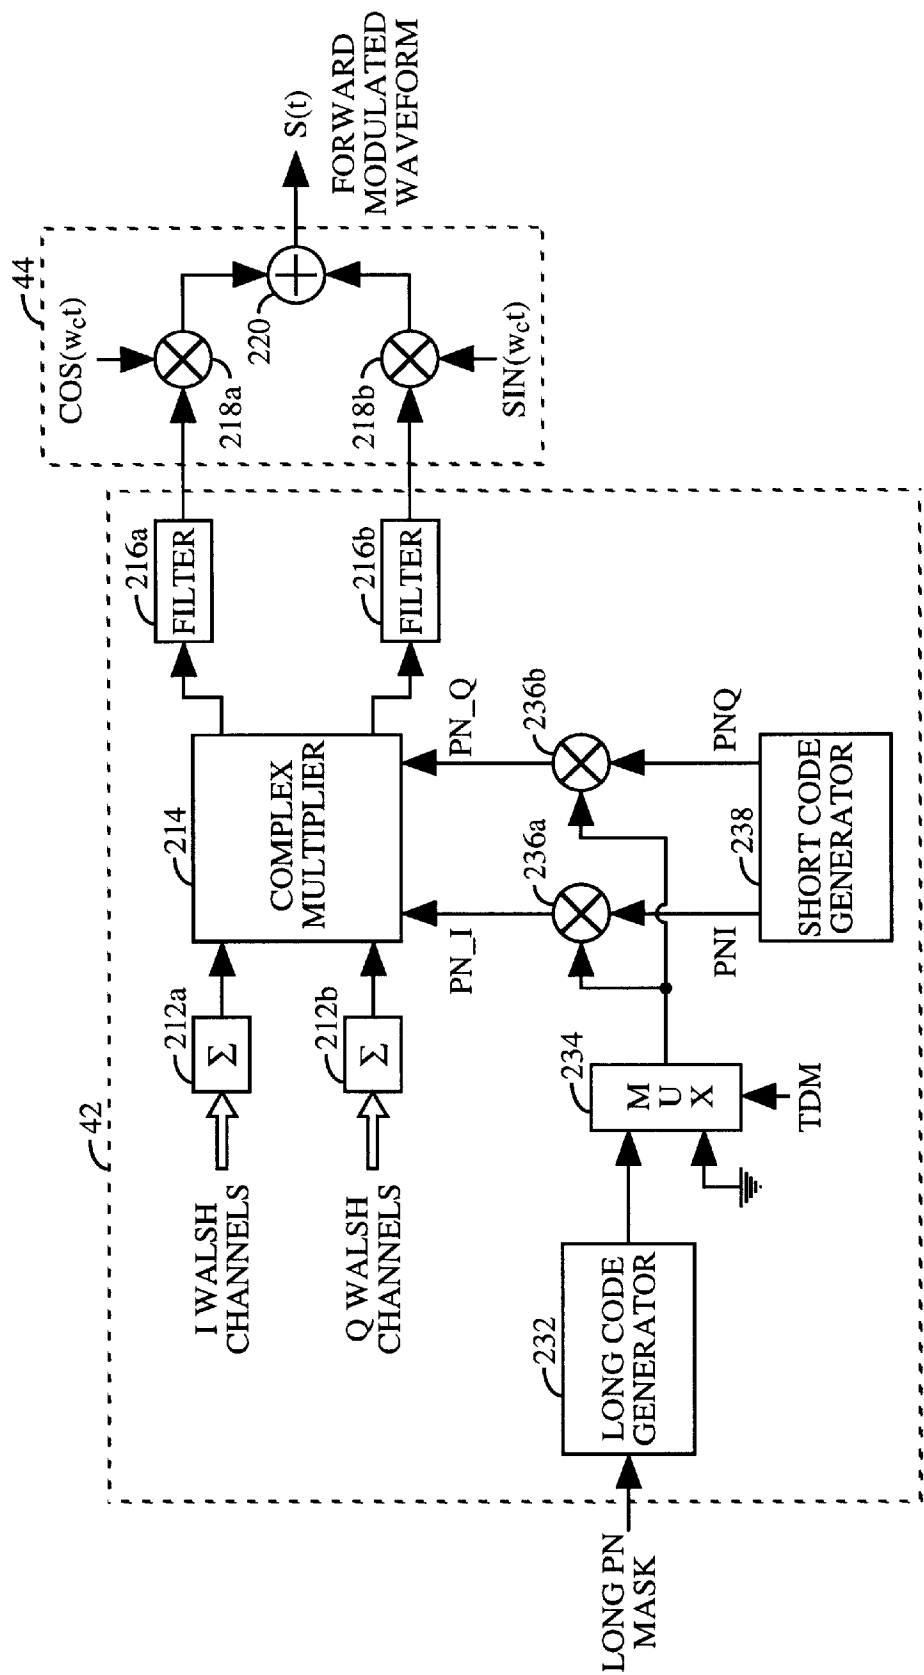 42
44
I WALSH
CHANNELS
212a
Σ
Q WALSH
CHANNELS
212b
Σ
214
COMPLEX
MULTIPLIER
216a
FILTER
216b
FILTER
COS(wct)
218a
218b
SIN(wct)
220
S(t)
FORWARD
MODULATED
WAVEFORM
PN_I
PN_Q
236a
236b
LONG PN
MASK
232
LONG CODE
GENERATOR
234
M
U
X
TDM
PNI
PNQ
238
SHORT CODE
GENERATOR